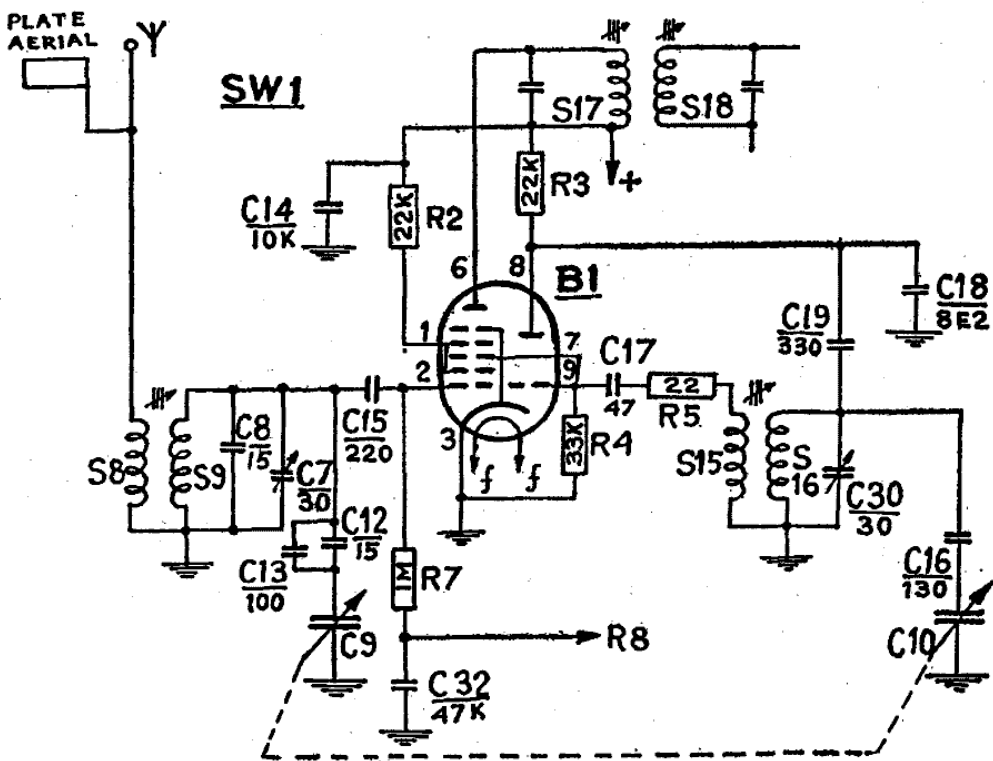 PLATE
AERIAL
SW1
S17
S18
+
22K
R3
C14
10K
22K
R2
6
8
B1
1
2
7
9
3
C17
47
22
R5
C19
330
C18
8E2
C15
220
33K
R4
f
f
S8
S9
C8
15
C7
30
C12
15
C13
100
C9
1M
R7
R8
C32
47K
S15
S
16
C30
30
C16
130
C10